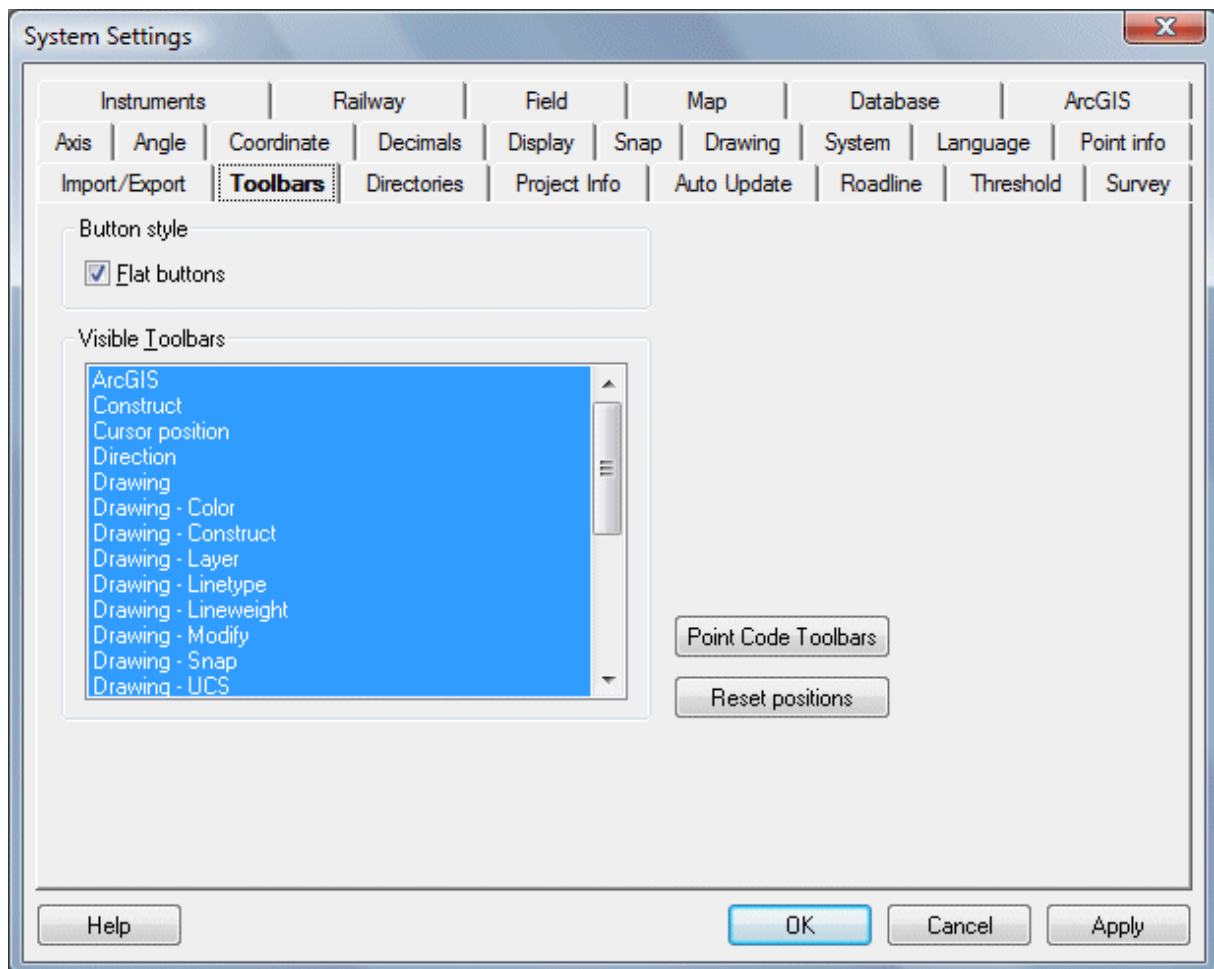 System Settings
Instruments Railway Field Map Database ArcGIS
Axis Angle Coordinate Decimals Display Snap Drawing System Language Point info
Import/Export Toolbars Directories Project Info Auto Update Roadline Threshold Survey
Button style
Flat buttons
Visible Toolbars
ArcGIS
Construct
Cursor position
Direction
Drawing
Drawing - Color
Drawing - Construct
Drawing - Layer
Drawing - Linetype
Drawing - Lineweight
Drawing - Modify
Drawing - Snap
Drawing - UCS
Point Code Toolbars
Reset positions
Help OK Cancel Apply